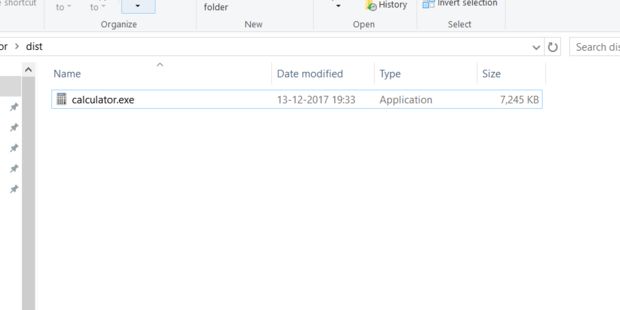 shortcut
to
to
folder
History
Invert selection
Organize
New
Open
Select
or > dist
Search dis
Name
Date modified
Type
Size
calculator.exe
13-12-2017 19:33
Application
7,245 KB